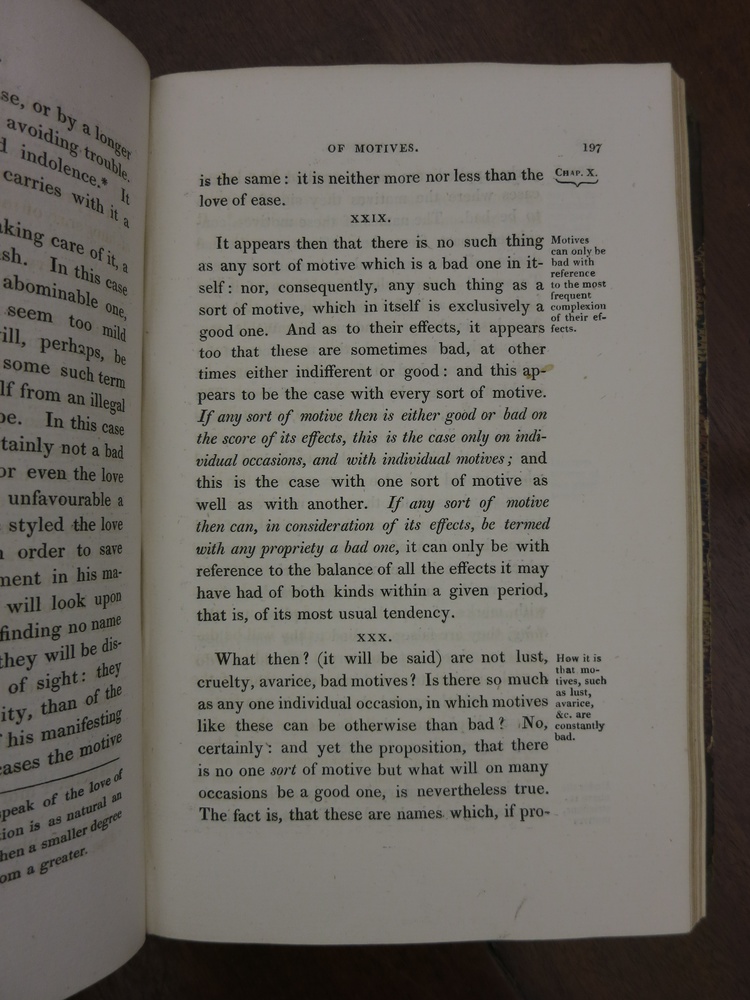 se, or by a longer
avoiding trouble.
indolence.* It
carries with it a
aking care of it, a
sh. In this case
abominable one,
seem too mild
ill, perhaps, be
some such term
lf from an illegal
pe. In this case
tainly not a bad
or even the love
unfavourable a
styled the love
order to save
ment in his ma-
will look upon
finding no name
they will be dis-
of sight: they
ity, than of the
his manifesting
cases the motive
speak of the love of
tion is as natural an
hen a smaller degree
om a greater.
OF MOTIVES. 197
CHAP. X.
is the same: it is neither more nor less than the
love of ease.
XXIX.
It appears then that there is no such thing
as any sort of motive which is a bad one in it-
self: nor, consequently, any such thing as a
sort of motive, which in itself is exclusively a
good one. And as to their effects, it appears
too that these are sometimes bad, at other
times either indifferent or good: and this ap-
pears to be the case with every sort of motive.
If any sort of motive then is either good or bad on
the score of its effects, this is the case only on indi-
vidual occasions, and with individual motives; and
this is the case with one sort of motive as
well as with another. If any sort of motive
then can, in consideration of its effects, be termed
with any propriety a bad one, it can only be with
reference to the balance of all the effects it may
have had of both kinds within a given period,
that is, of its most usual tendency.
Motives
can only be
bad with
reference
to the most
frequent
complexion
of their ef-
fects.
XXX.
What then? (it will be said) are not lust,
cruelty, avarice, bad motives? Is there so much
as any one individual occasion, in which motives
like these can be otherwise than bad? No,
certainly: and yet the proposition, that there
is no one sort of motive but what will on many
occasions be a good one, is nevertheless true.
The fact is, that these are names which, if pro-
How it is
that mo-
tives, such
as lust,
avarice,
&c. are
constantly
bad.